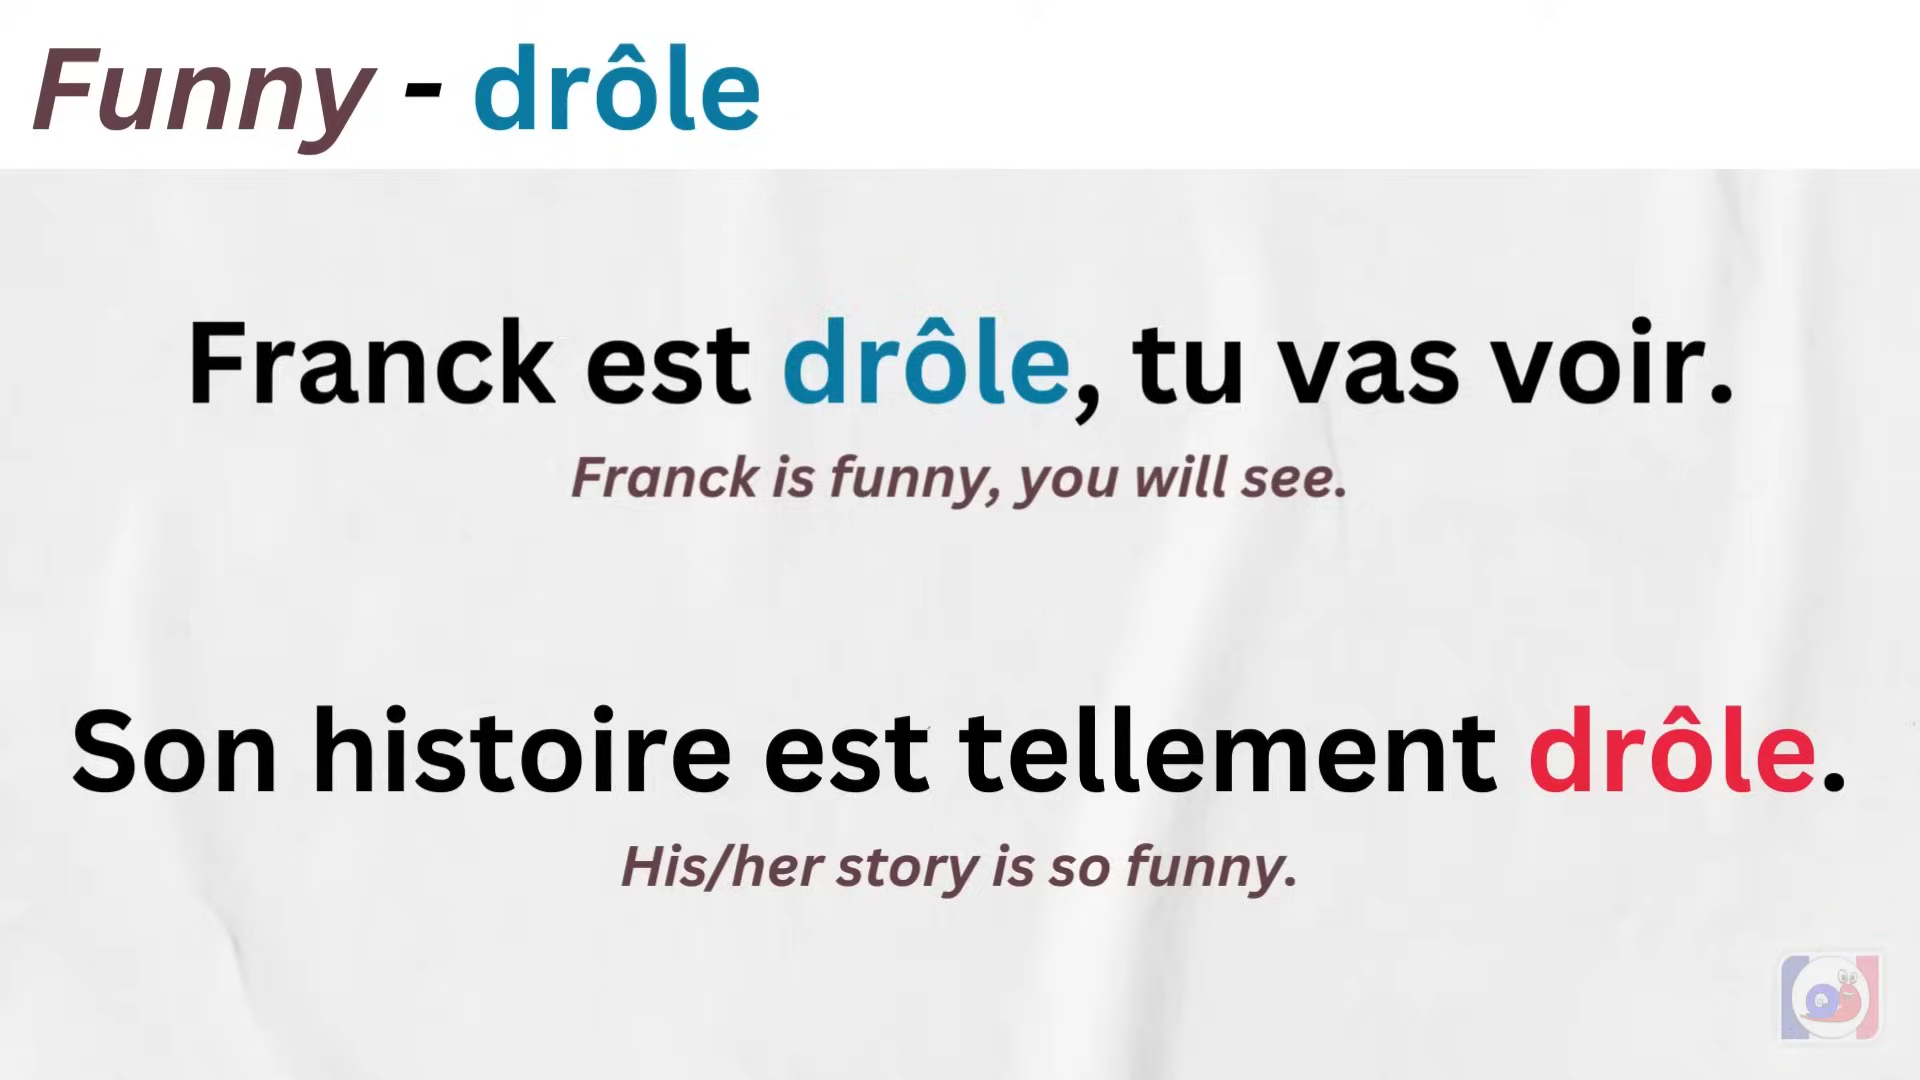 Funny - drôle
Franck est drôle, tu vas voir.
Franck is funny, you will see.
Son histoire est tellement drôle.
His/her story is so funny.